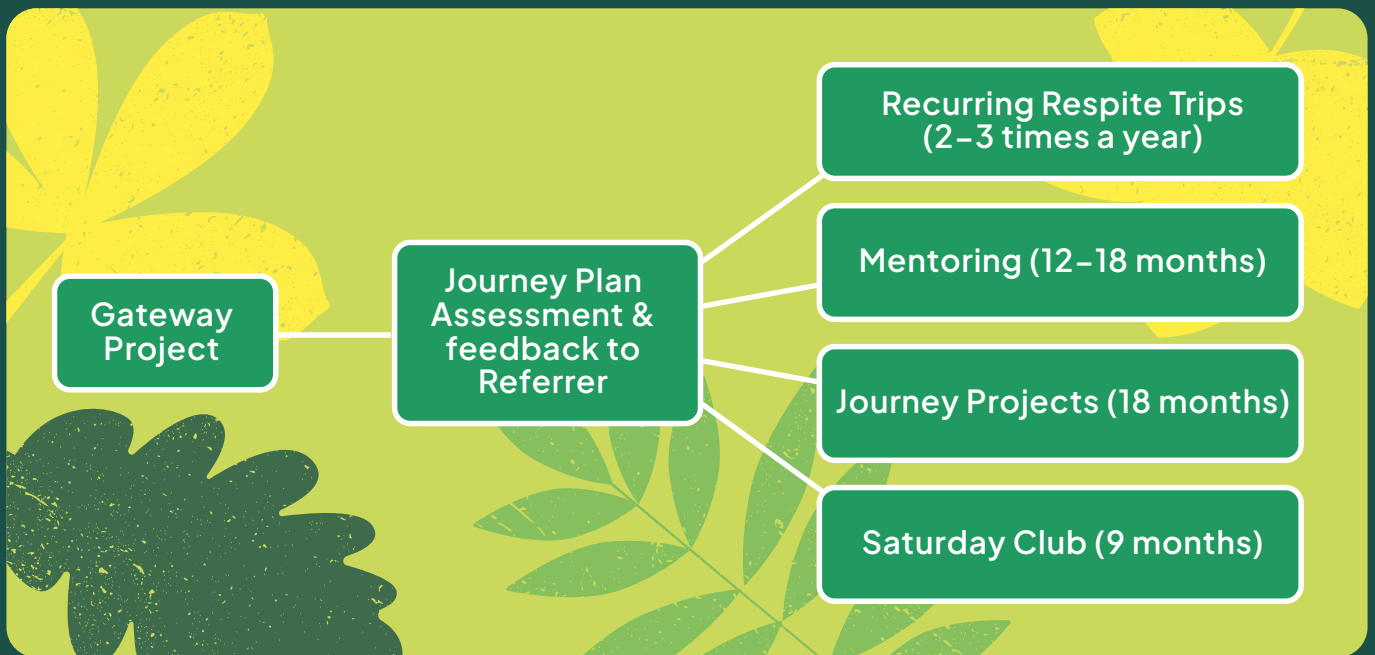 Gateway
Project
Journey Plan
Assessment &
feedback to
Referrer
Recurring Respite Trips
(2–3 times a year)
Mentoring (12–18 months)
Journey Projects (18 months)
Saturday Club (9 months)